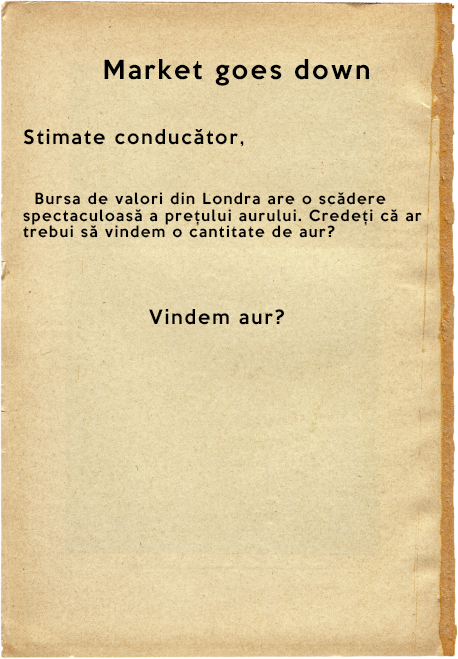 Market goes down
Stimate conducător,
Bursa de valori din Londra are o scădere
spectaculoasă a prețului aurului. Credeți că ar
trebui să vindem o cantitate de aur?
Vindem aur?